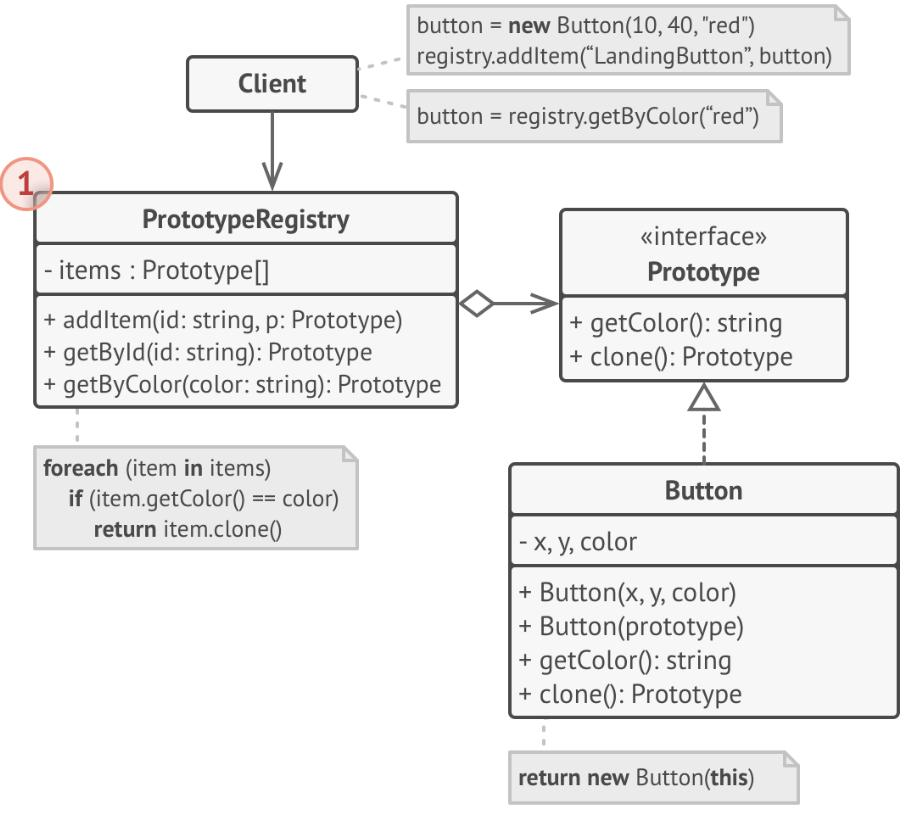 button = new Button(10, 40, "red")
registry.addItem(“LandingButton”, button)
Client
button = registry.getByColor(“red”)
1
PrototypeRegistry
- items : Prototype[]
+ addItem(id: string, p: Prototype)
+ getById(id: string): Prototype
+ getByColor(color: string): Prototype
«interface»
Prototype
+ getColor(): string
+ clone(): Prototype
foreach (item in items)
if (item.getColor() == color)
return item.clone()
Button
- x, y, color
+ Button(x, y, color)
+ Button(prototype)
+ getColor(): string
+ clone(): Prototype
return new Button(this)